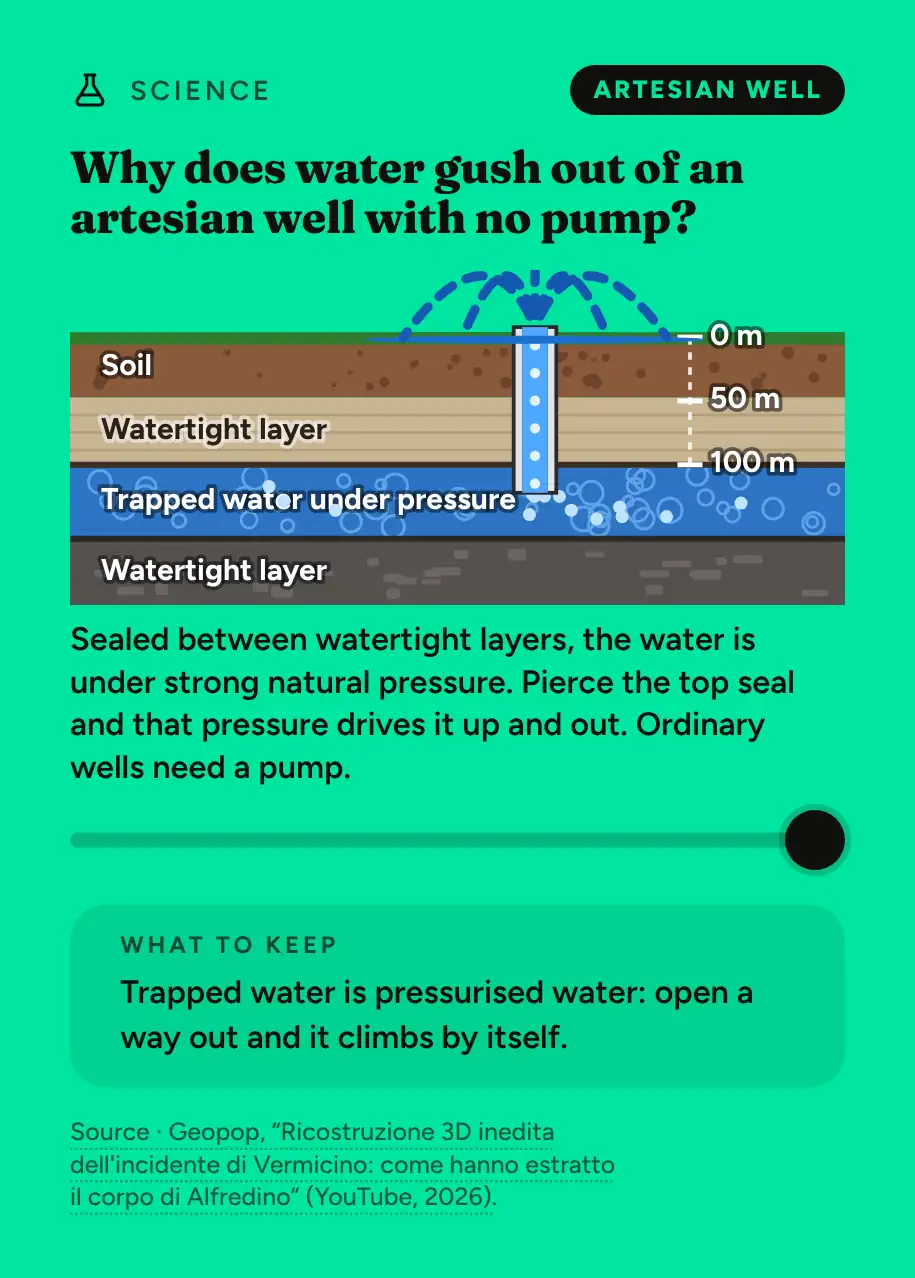 SCIENCE
ARTESIAN WELL
Why does water gush out of an
artesian well with no pump?
0 m
Soil
50 m
Watertight layer
100 m
Trapped water under pressure
Watertight layer
Sealed between watertight layers, the water is
under strong natural pressure. Pierce the top seal
and that pressure drives it up and out. Ordinary
wells need a pump.
WHAT TO KEEP
Trapped water is pressurised water: open a
way out and it climbs by itself.
Source · Geopop, “Ricostruzione 3D inedita
dell'incidente di Vermicino: come hanno estratto
il corpo di Alfredino“ (YouTube, 2026).